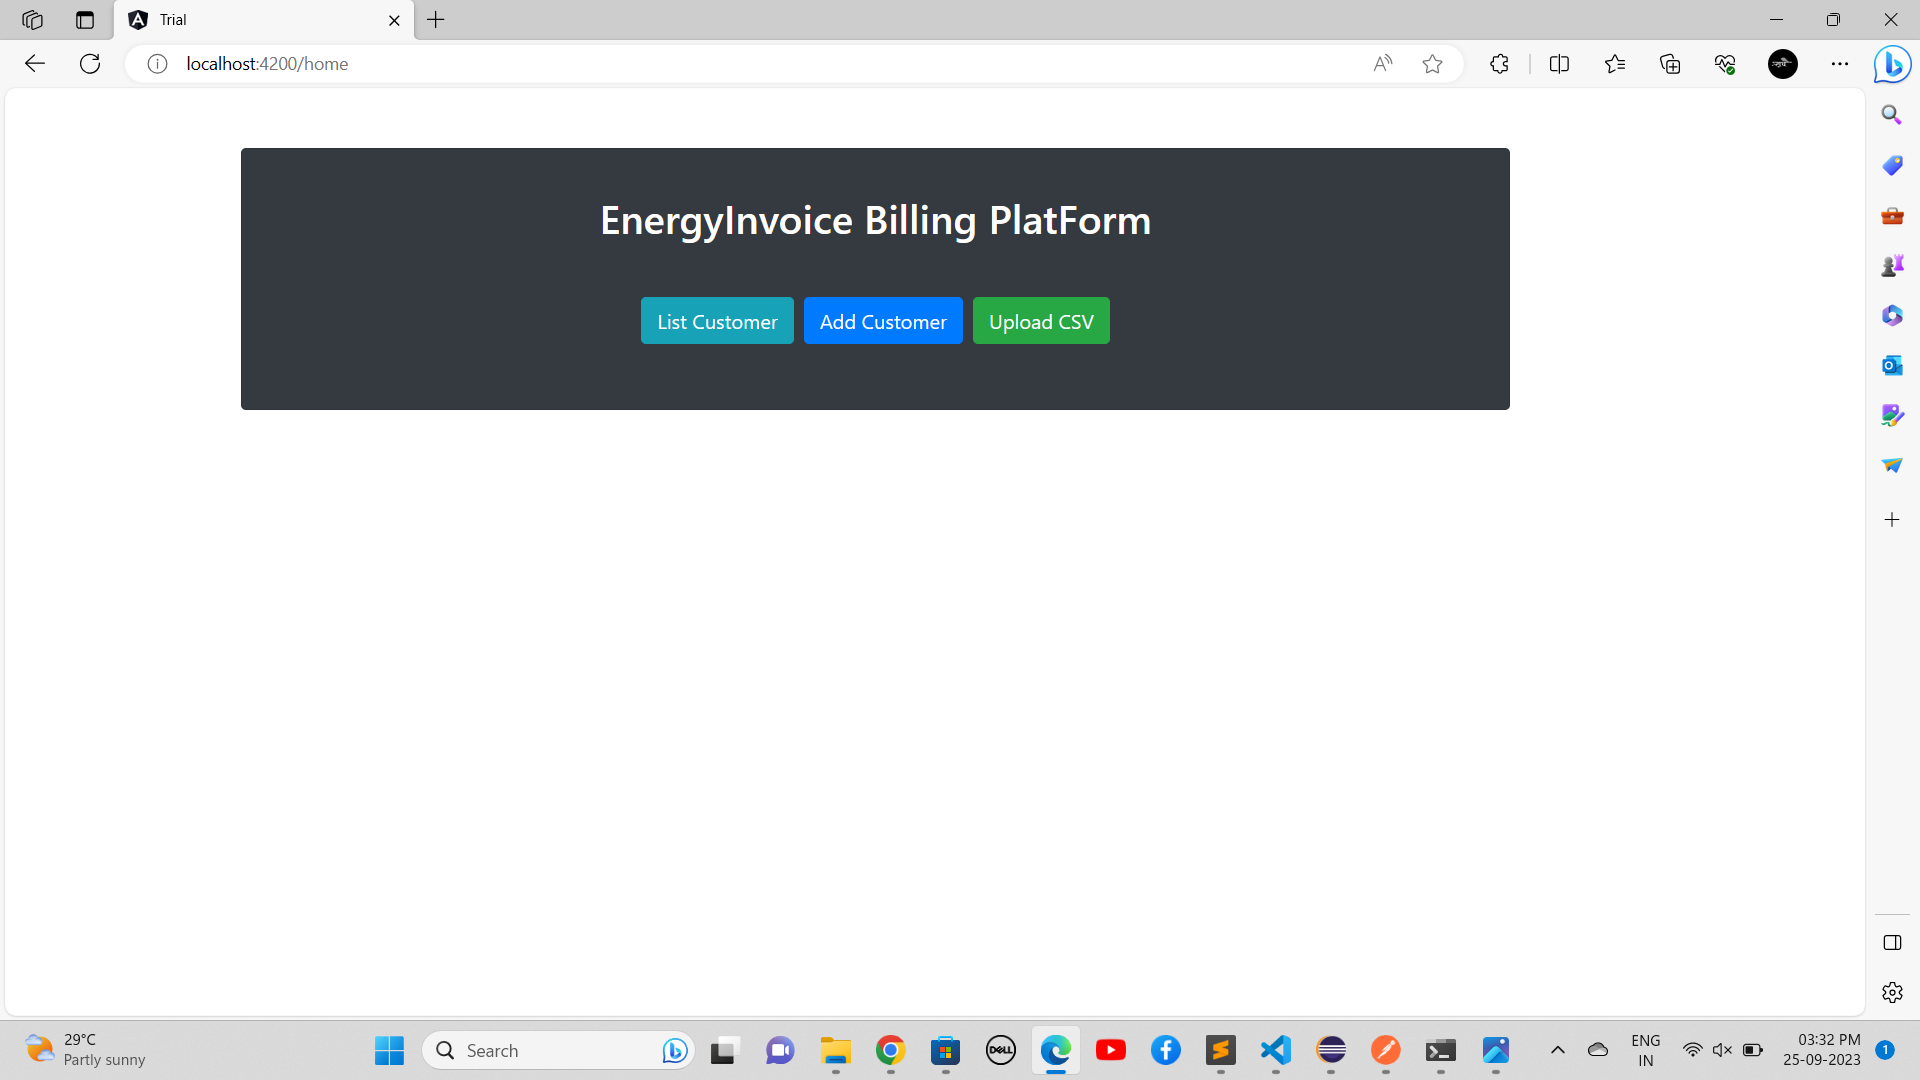 Trial
localhost:4200/home
EnergyInvoice Billing PlatForm
List Customer
Add Customer
Upload CSV
29°C
Partly sunny
Search
DELL
ENG
IN
03:32 PM
25-09-2023
1